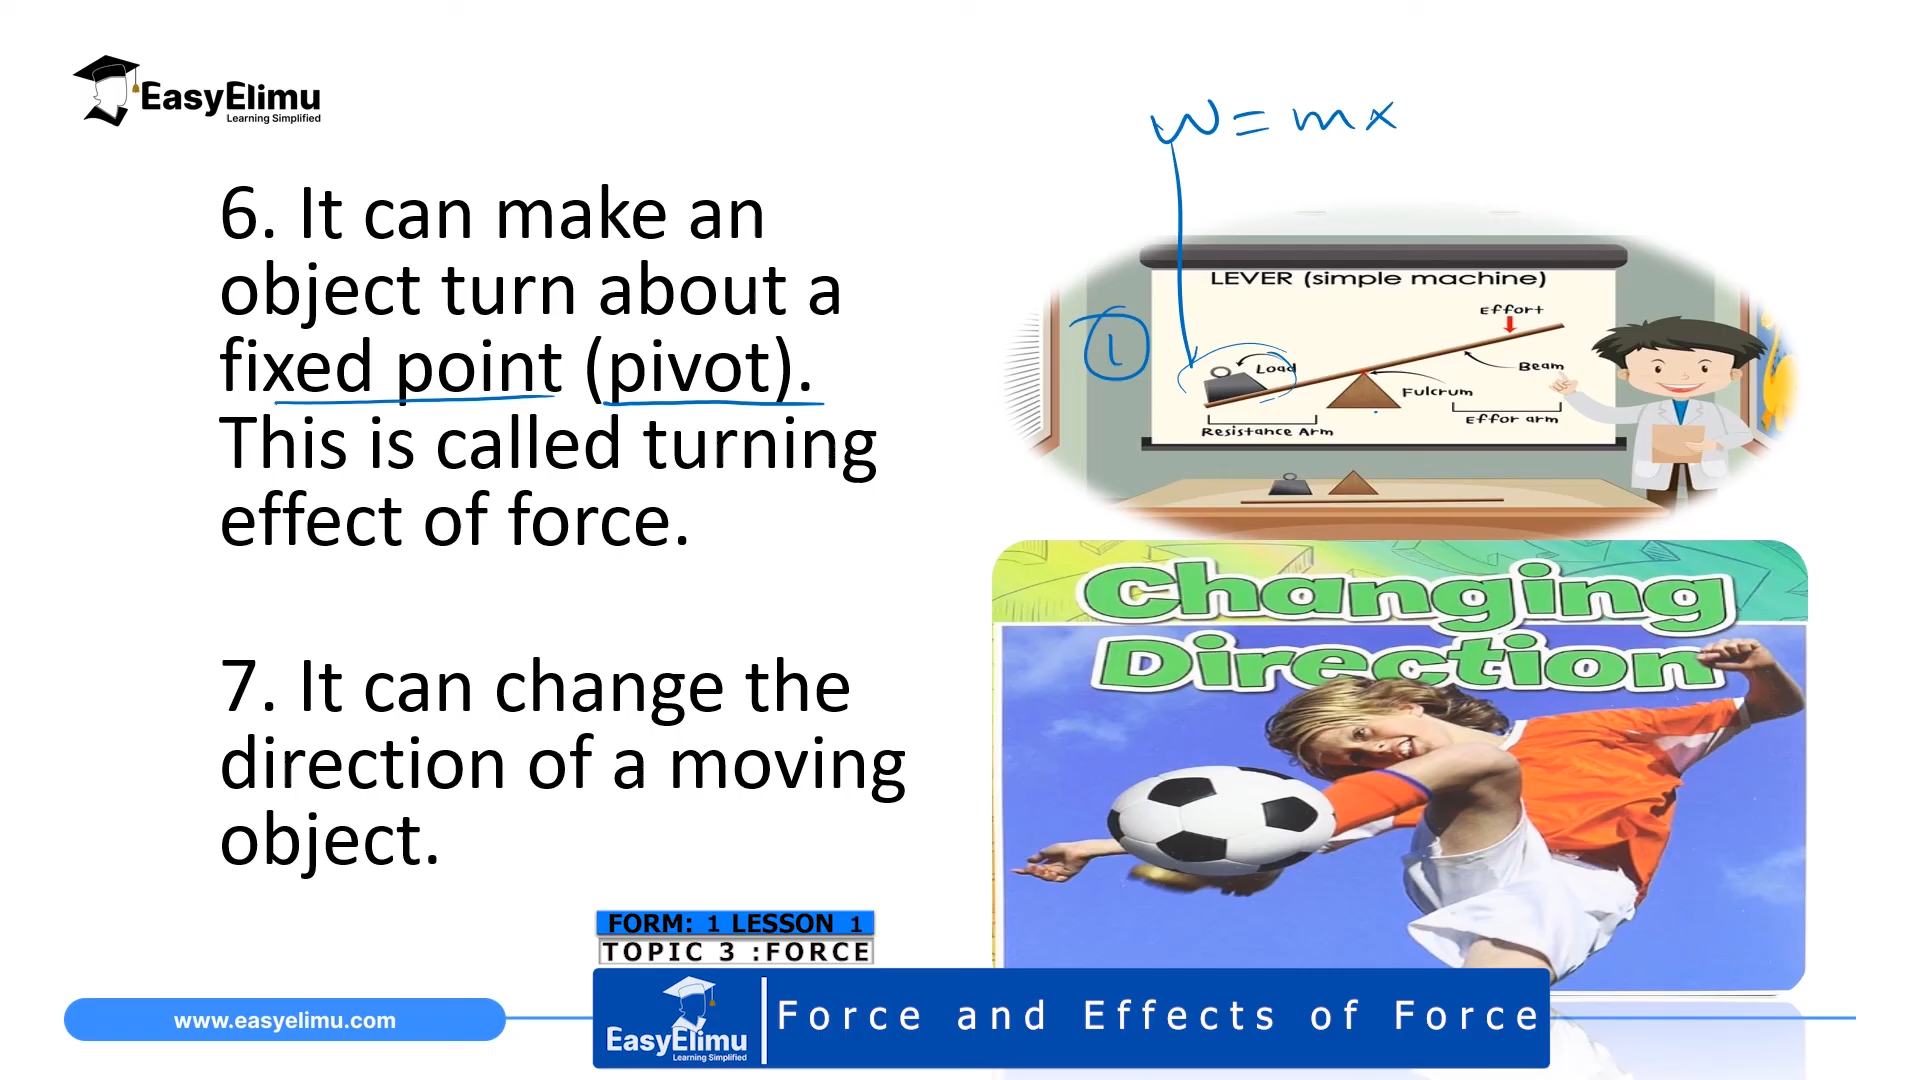 EasyElimu
Learning Simplified
W = mx
6. It can make an
object turn about a
fixed point (pivot).
This is called turning
effect of force.
7. It can change the
direction of a moving
object.
1
LEVER (simple machine)
Effort
Load
Beam
Fulcrum
Effor arm
Resistance Arm
Changing
Direction
FORM: 1 LESSON 1
TOPIC 3 :FORCE
www.easyelimu.com
EasyElimu
Learning Simplified
Force and Effects of Force